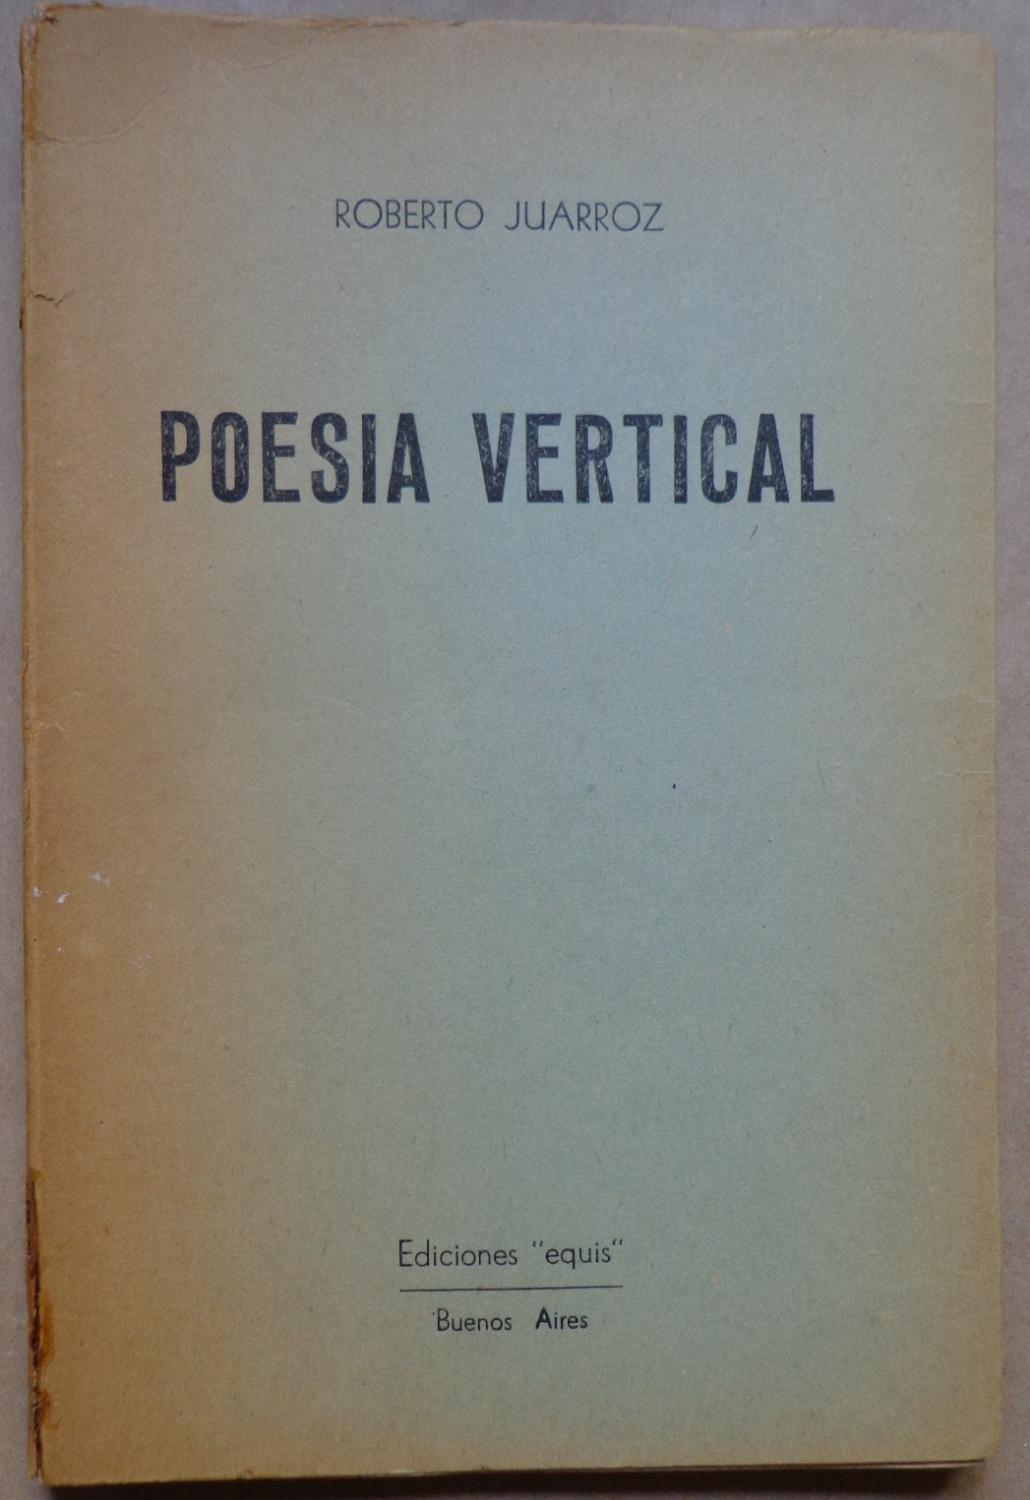 ROBERTO JUARROZ
POESIA VERTICAL
Ediciones "equis"
Buenos Aires